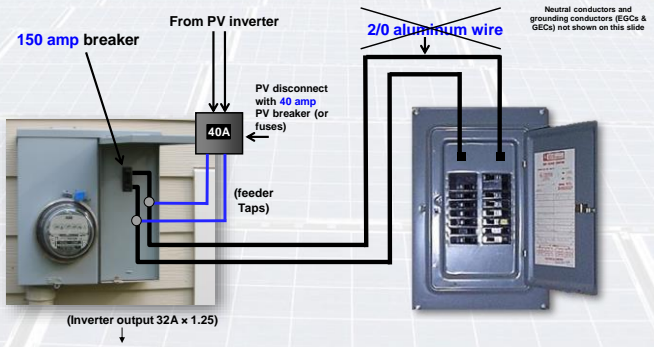 From PV inverter
2/0 aluminum wire
Neutral conductors and
grounding conductors (EGCs &
GECs) not shown on this slide
150 amp breaker
PV disconnect
with 40 amp
PV breaker (or
fuses)
40A
(feeder
Taps)
(Inverter output 32A × 1.25)